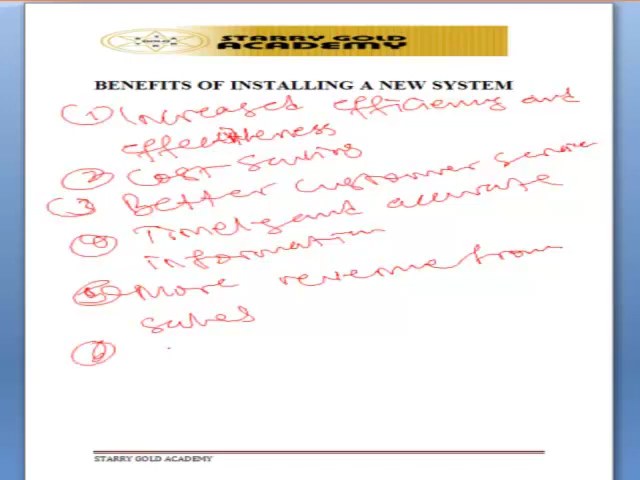 STARRY GOLD
ACADEMY
BENEFITS OF INSTALLING A NEW SYSTEM
(1) Increased efficiency and
effectiveness
(2) Cost saving
(3) Better customer service
(4) Timely and accurate
information
(5) More revenue from
sales
(6)
STARRY GOLD ACADEMY